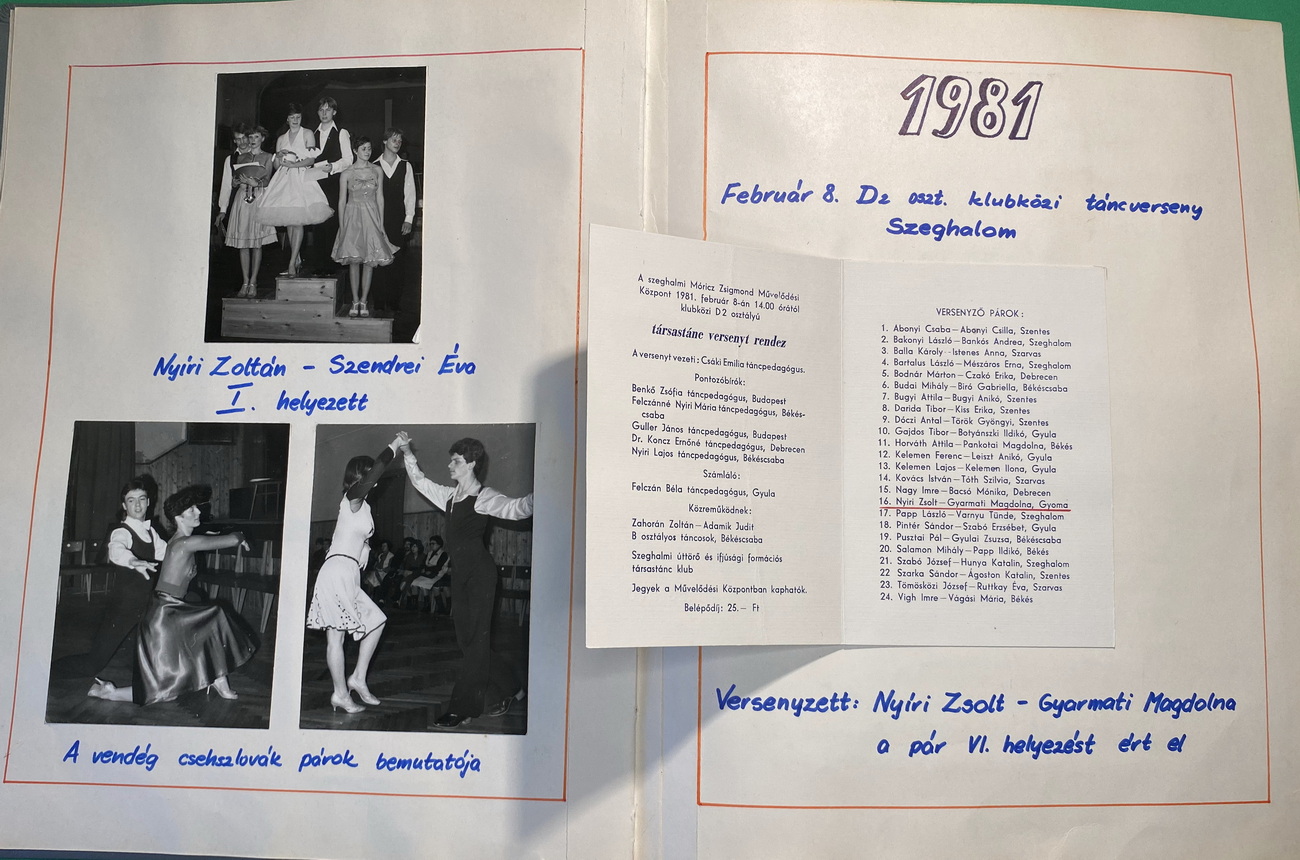 Nyíri Zoltán - Szendrei Éva
I. helyezett
A vendég csehszlovák párok bemutatója
1981
Február 8. D2 oszt. klubközi táncverseny
Szeghalom
A szeghalmi Móricz Zsigmond Művelődési
Központ 1981. február 8-án 14.00 órától
klubközi D 2 osztályú
társastánc versenyt rendez
A versenyt vezeti: Csáki Emilia táncpedagógus.
Pontozóbírók:
Benkő Zsófia táncpedagógus, Budapest
Felczánné Nyíri Mária táncpedagógus, Békés-
csaba
Guller János táncpedagógus, Budapest
Dr. Koncz Ernőné táncpedagógus, Debrecen
Nyíri Lajos táncpedagógus, Békéscsaba
Számláló:
Felczán Béla táncpedagógus, Gyula
Közreműködnek:
Zahorán Zoltán—Adamik Judit
B osztályos táncosok, Békéscsaba
Szeghalmi úttörő és ifjúsági formációs
társastánc klub
Jegyek a Művelődési Központban kaphatók.
Belépődíj: 25.— Ft
VERSENYZŐ PÁROK:
1. Abonyi Csaba—Abonyi Csilla, Szentes
2. Bakonyi László—Bankós Andrea, Szeghalom
3. Balla Károly—Istenes Anna, Szarvas
4. Bartalus László—Mészáros Erna, Szeghalom
5. Bodnár Márton—Czakó Erika, Debrecen
6. Budai Mihály—Biró Gabriella, Békéscsaba
7. Bugyi Attila—Bugyi Anikó, Szentes
8. Darida Tibor—Kiss Erika, Szentes
9. Dóczi Antal—Török Gyöngyi, Szentes
10. Gajdos Tibor—Botyánszki Ildikó, Gyula
11. Horváth Attila—Pankotai Magdolna, Békés
12. Kelemen Ferenc—Leiszt Anikó, Gyula
13. Kelemen Lajos—Kelemen Ilona, Gyula
14. Kovács István—Tóth Szilvia, Szarvas
15. Nagy Imre—Bacsó Mónika, Debrecen
16. Nyiri Zsolt—Gyarmati Magdolna, Gyoma
17. Papp László—Varnyu Tünde, Szeghalom
18. Pintér Sándor—Szabó Erzsébet, Gyula
19. Pusztai Pál—Gyulai Zsuzsa, Békéscsaba
20. Salamon Mihály—Papp Ildikó, Békés
21. Szabó József—Hunya Katalin, Szeghalom
22 Szarka Sándor—Ágoston Katalin, Szentes
23. Tömösközi József—Ruttkay Éva, Szarvas
24. Vigh Imre—Vágási Mária, Békés
Versenyzett: Nyíri Zsolt - Gyarmati Magdolna
a pár VI. helyezést ért el